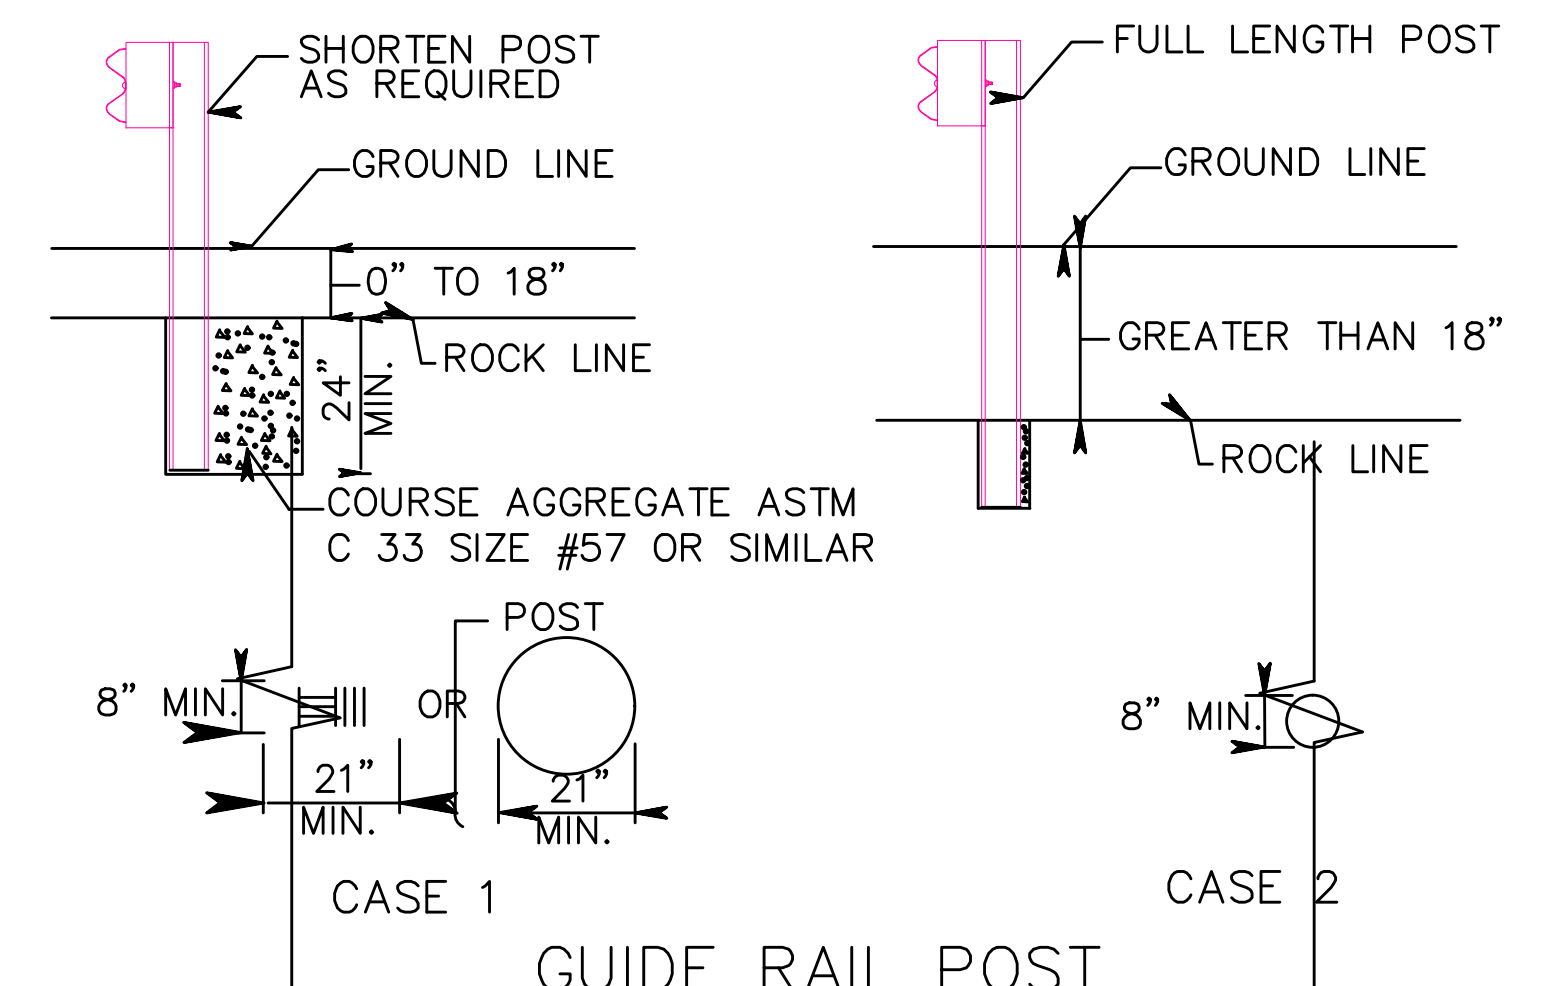 SHORTEN POST
AS REQUIRED
GROUND LINE
0” TO 18”
ROCK LINE
24”
MIN.
COURSE AGGREGATE ASTM
C 33 SIZE #57 OR SIMILAR
POST
8” MIN.
OR
21”
MIN.
21”
MIN.
CASE 1
FULL LENGTH POST
GROUND LINE
GREATER THAN 18”
ROCK LINE
8” MIN.
CASE 2
GUIDE RAIL POST